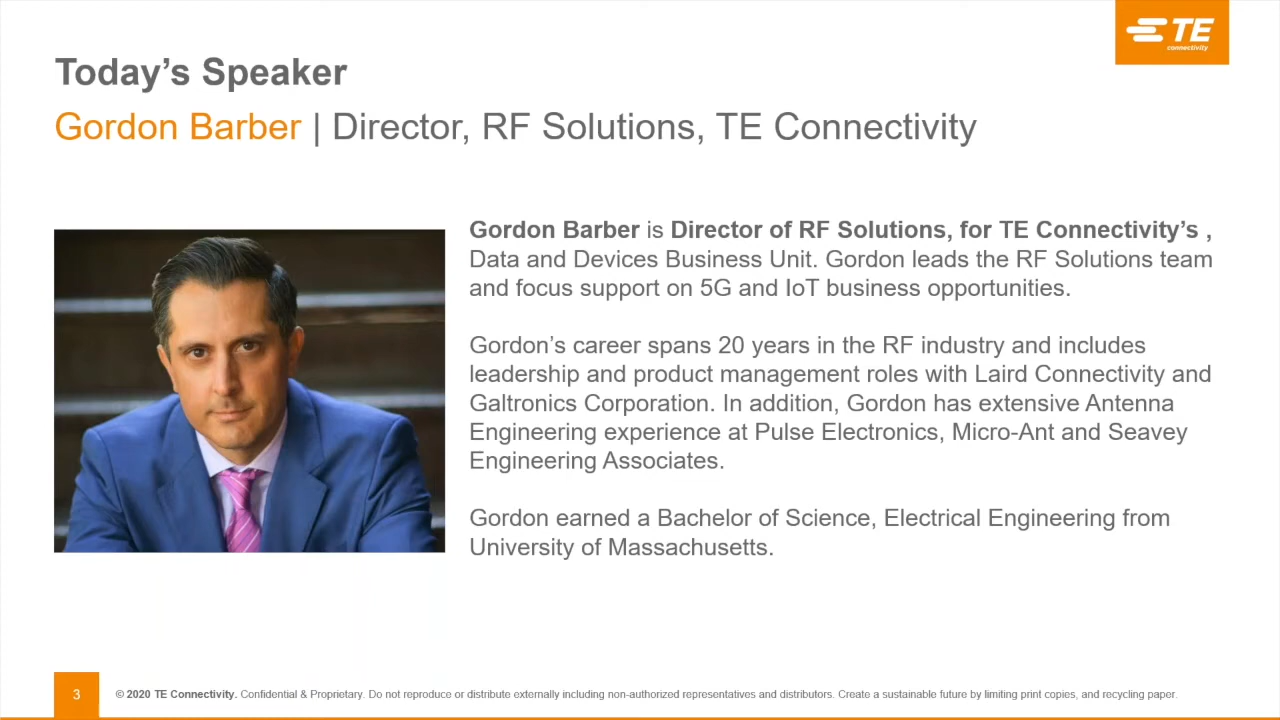 TE
connectivity
Today’s Speaker
Gordon Barber | Director, RF Solutions, TE Connectivity
Gordon Barber is Director of RF Solutions, for TE Connectivity’s ,
Data and Devices Business Unit. Gordon leads the RF Solutions team
and focus support on 5G and IoT business opportunities.
Gordon’s career spans 20 years in the RF industry and includes
leadership and product management roles with Laird Connectivity and
Galtronics Corporation. In addition, Gordon has extensive Antenna
Engineering experience at Pulse Electronics, Micro-Ant and Seavey
Engineering Associates.
Gordon earned a Bachelor of Science, Electrical Engineering from
University of Massachusetts.
3
© 2020 TE Connectivity. Confidential & Proprietary. Do not reproduce or distribute externally including non-authorized representatives and distributors. Create a sustainable future by limiting print copies, and recycling paper.